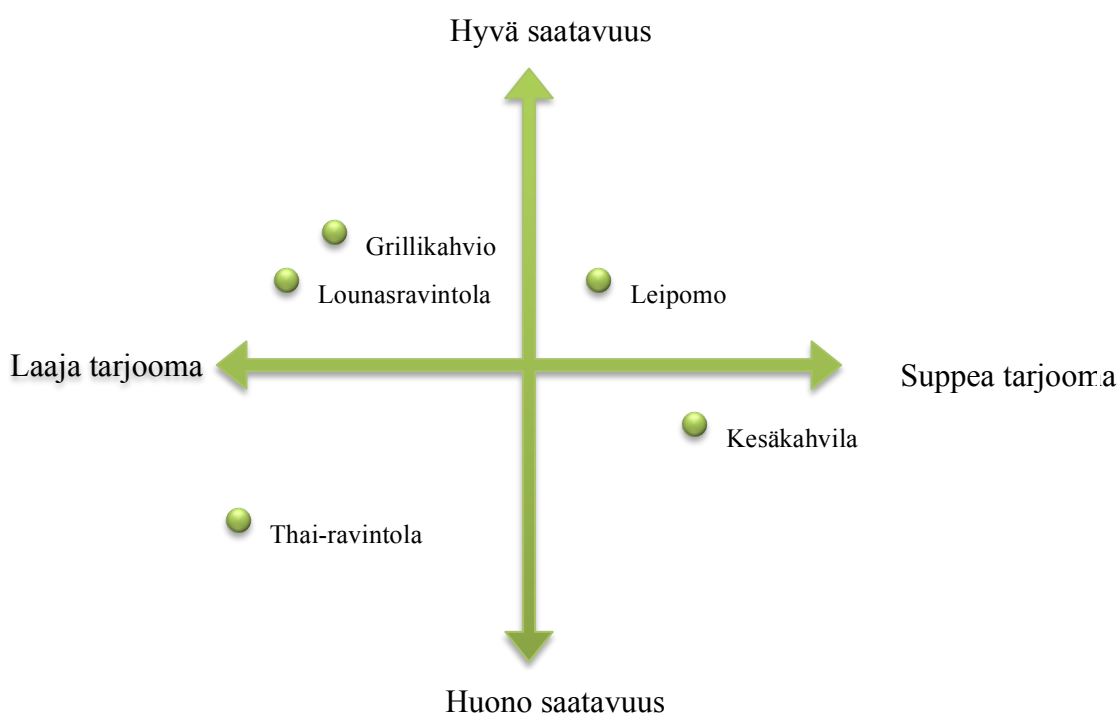 Hyvä saatavuus
Grillikahvio
Lounasravintola
Leipomo
Laaja tarjooma
Suppea tarjooma
Kesäkahvila
Thai-ravintola
Huono saatavuus